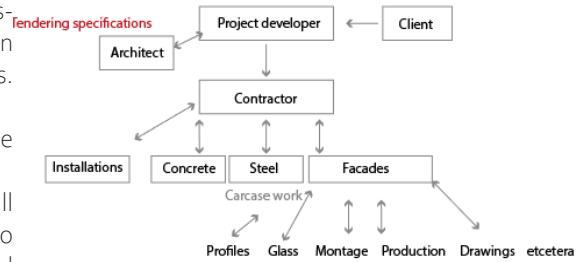 s-
Tendering specifications
Project developer
Client
n
Architect
s.
Contractor
e
Installations
Concrete
Steel
Facades
ll
Carcase work
o
Profiles Glass Montage Production Drawings etcetera